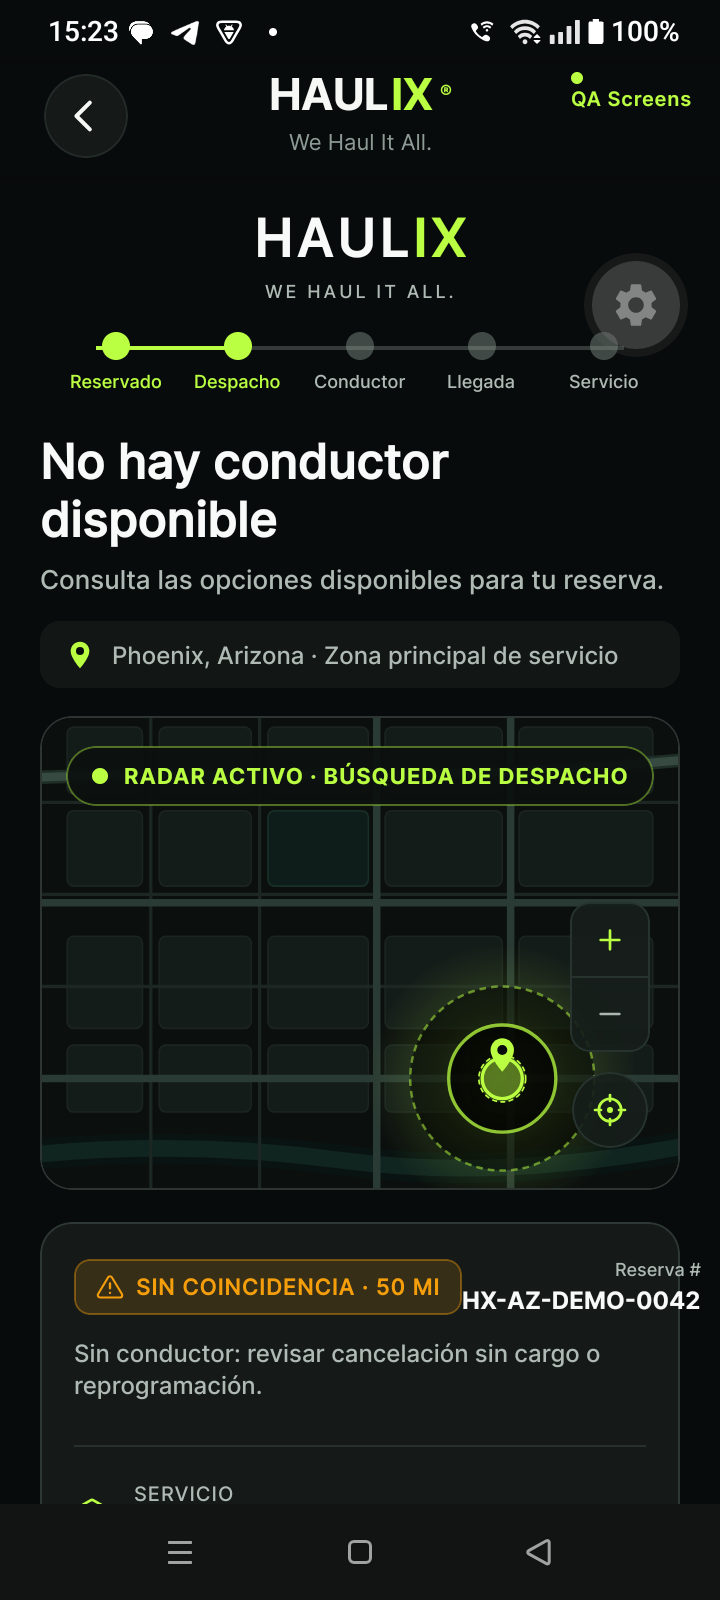 15:23
100%
HAULIX®
We Haul It All.
QA Screens
HAULIX
WE HAUL IT ALL.
Reservado Despacho Conductor Llegada Servicio
No hay conductor
disponible
Consulta las opciones disponibles para tu reserva.
Phoenix, Arizona · Zona principal de servicio
RADAR ACTIVO · BÚSQUEDA DE DESPACHO
+
−
SIN COINCIDENCIA · 50 MI
Reserva #
HX-AZ-DEMO-0042
Sin conductor: revisar cancelación sin cargo o
reprogramación.
SERVICIO